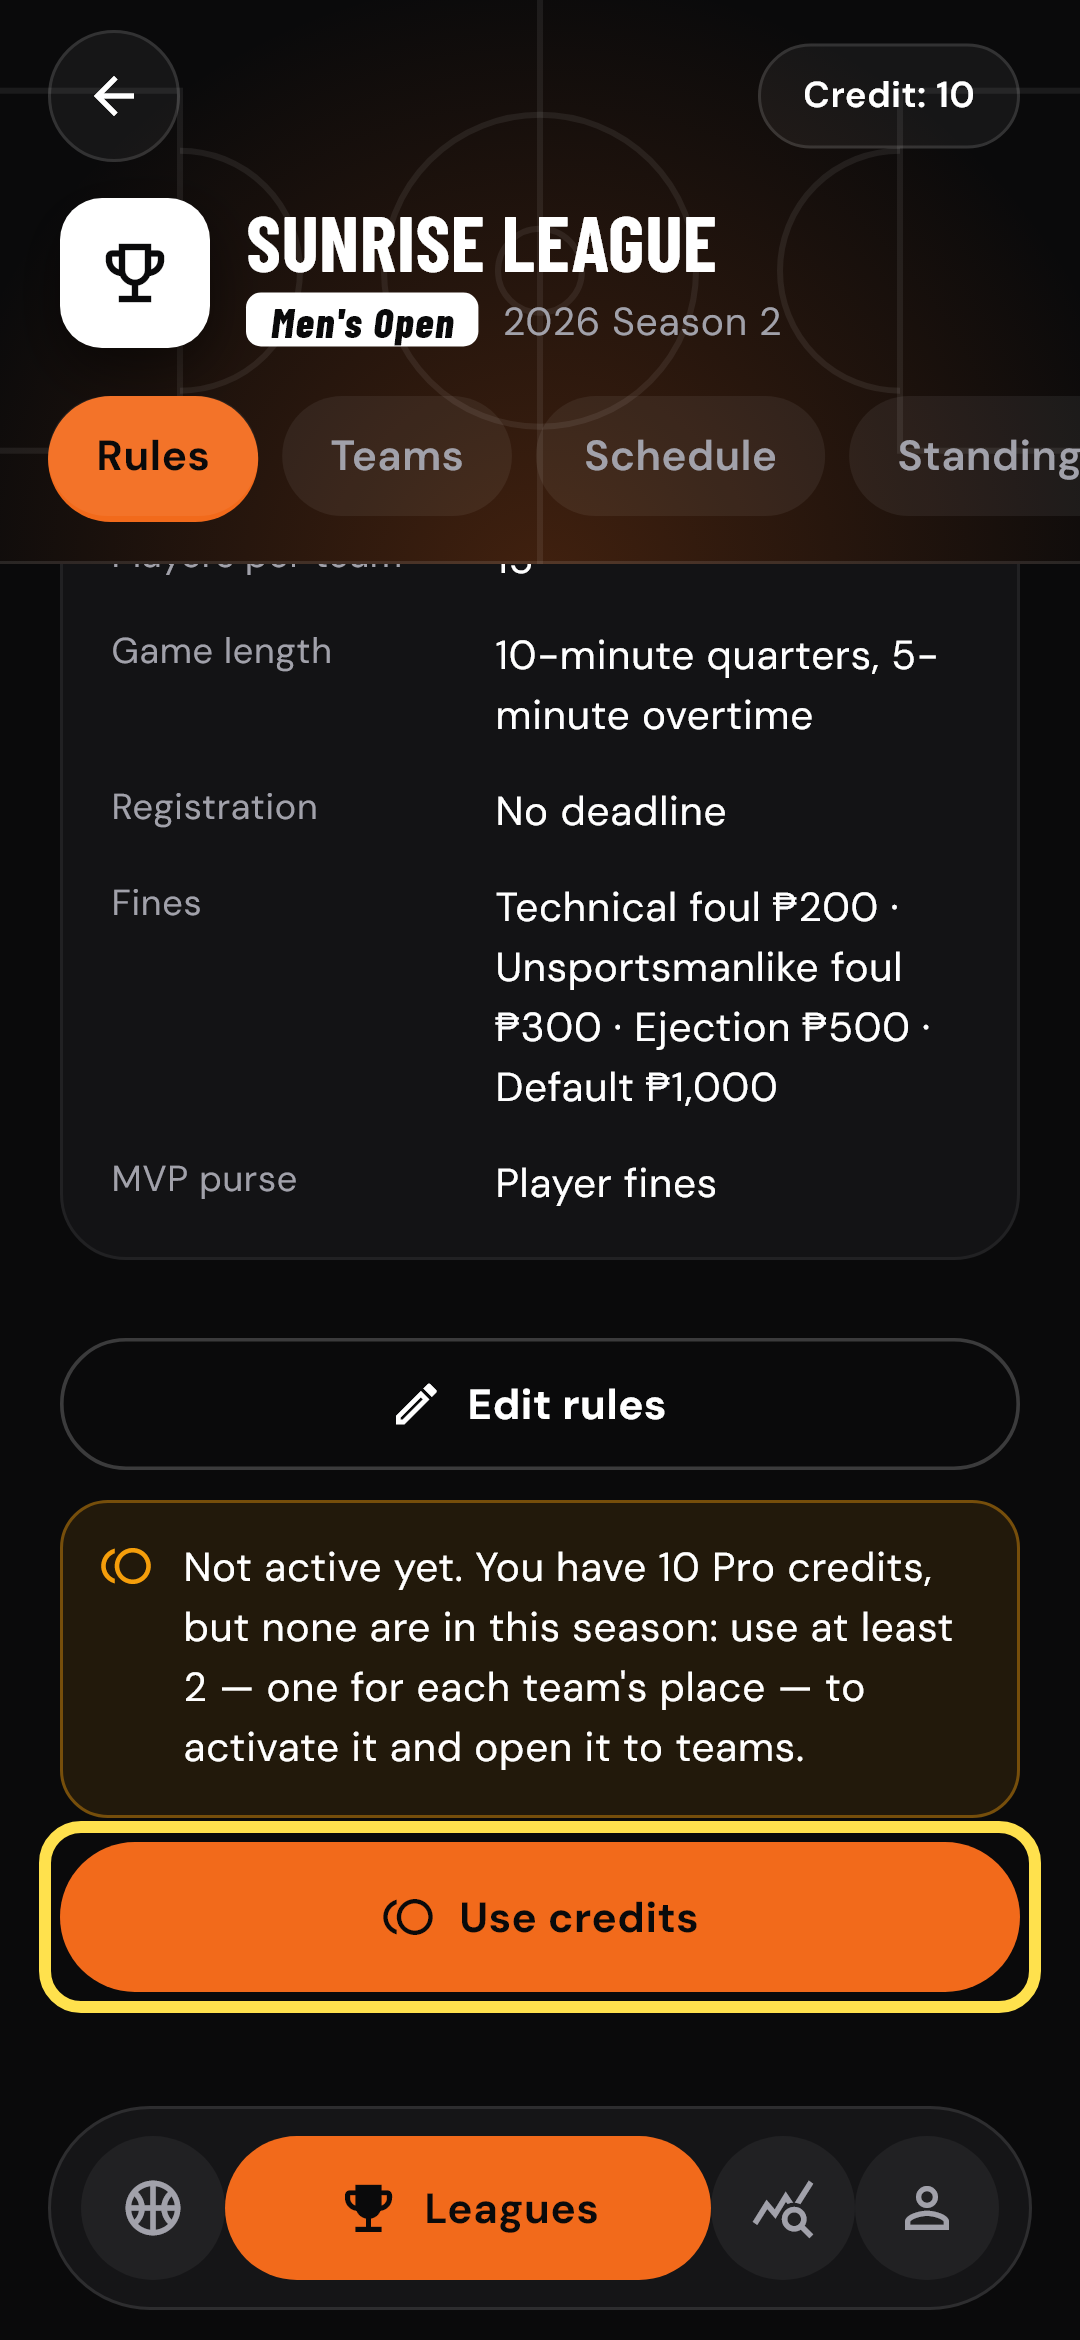 Credit: 10
SUNRISE LEAGUE
Men's Open 2026 Season 2
Rules Teams Schedule Standing
Players per team 15
Game length 10-minute quarters, 5-
minute overtime
Registration No deadline
Fines Technical foul ₱200 ·
Unsportsmanlike foul
₱300 · Ejection ₱500 ·
Default ₱1,000
MVP purse Player fines
Edit rules
Not active yet. You have 10 Pro credits,
but none are in this season: use at least
2 — one for each team's place — to
activate it and open it to teams.
Use credits
Leagues